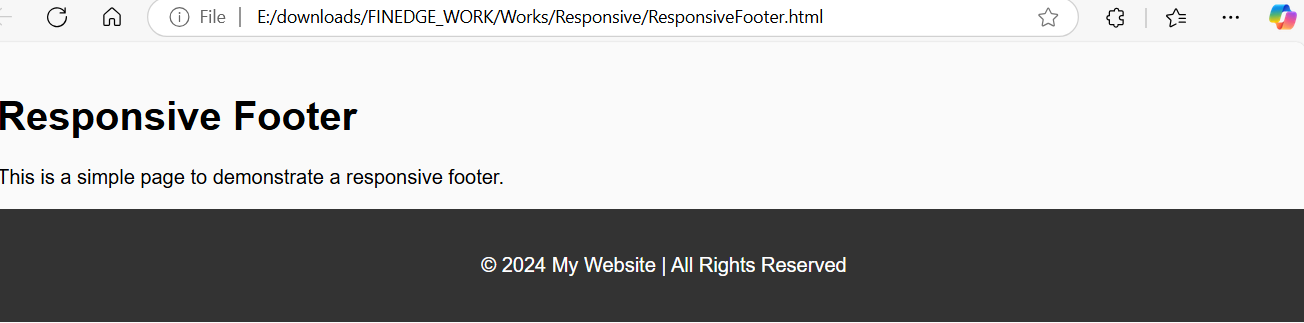 File E:/downloads/FINEDGE_WORK/Works/Responsive/ResponsiveFooter.html
Responsive Footer
This is a simple page to demonstrate a responsive footer.
© 2024 My Website | All Rights Reserved